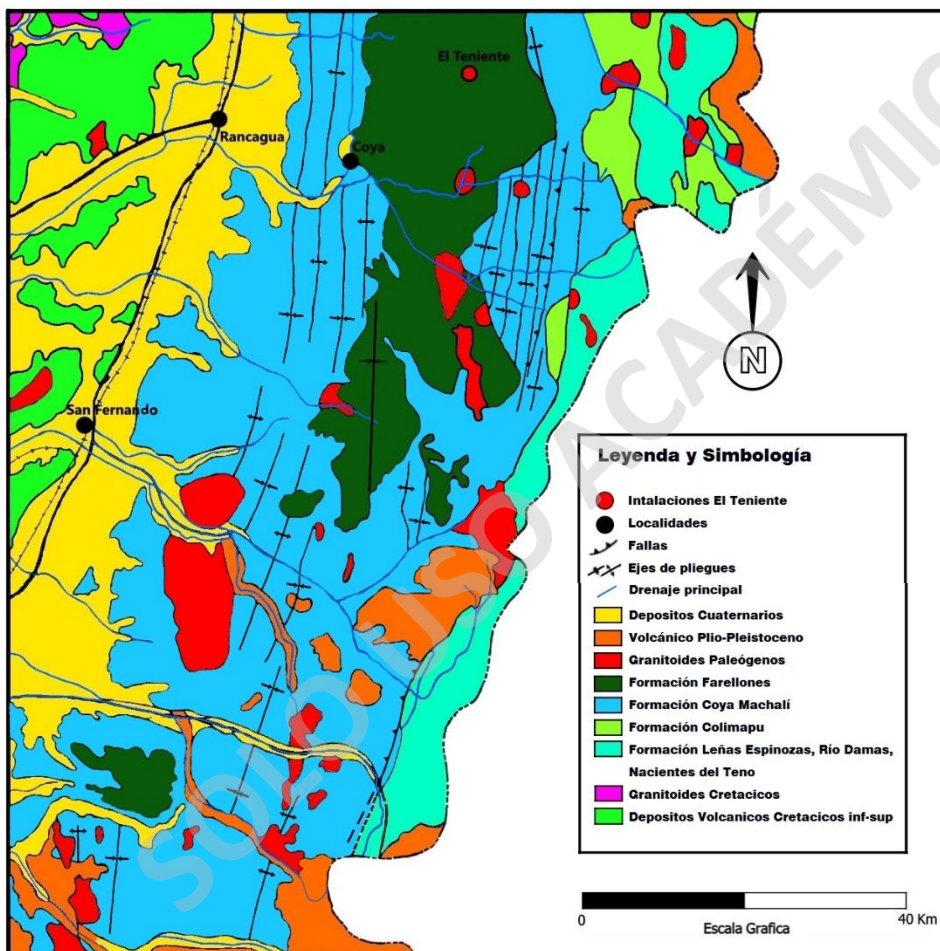 El Teniente
Rancagua
Coya
San Fernando
N
Leyenda y Simbología
Intalaciones El Teniente
Localidades
Fallas
Ejes de pliegues
Drenaje principal
Depositos Cuaternarios
Volcánico Plio-Pleistoceno
Granitoides Paleógenos
Formación Farellones
Formación Coya Machalí
Formación Colimapu
Formación Leñas Espinozas, Río Damas,
Nacientes del Teno
Granitoides Cretacicos
Depositos Volcanicos Cretacicos inf-sup
0 40 Km
Escala Grafica
SOLO USO ACADÉMIC